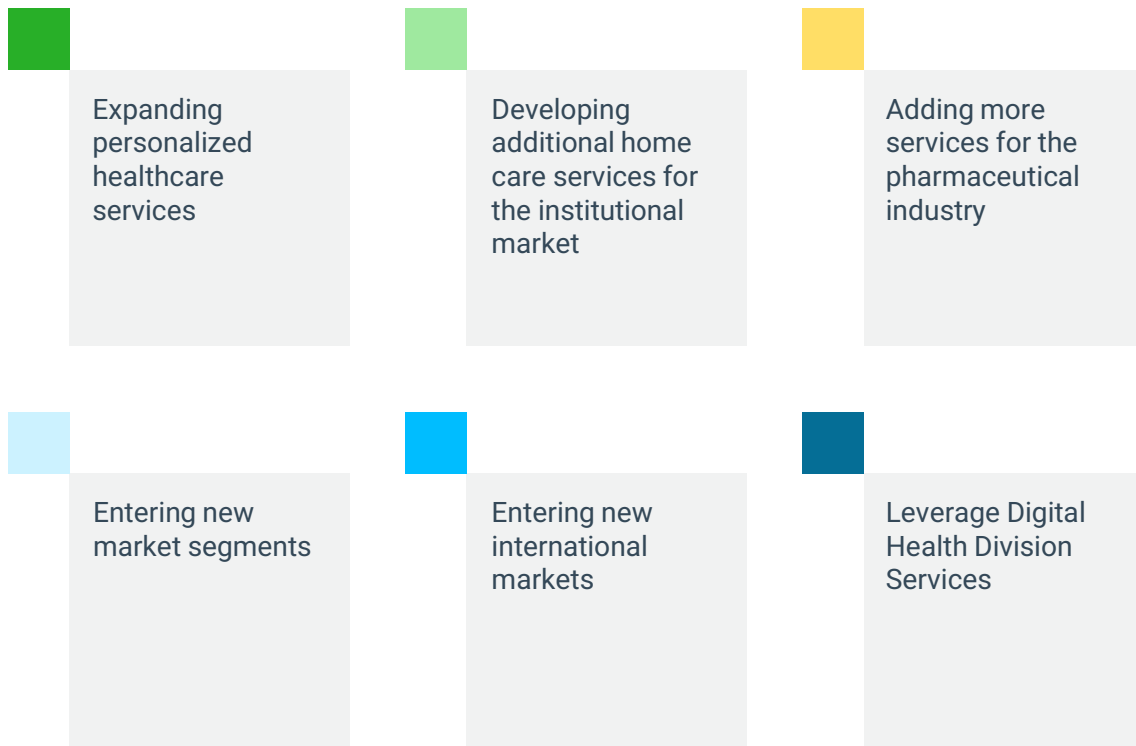 Expanding
personalized
healthcare
services
Developing
additional home
care services for
the institutional
market
Adding more
services for the
pharmaceutical
industry
Entering new
market segments
Entering new
international
markets
Leverage Digital
Health Division
Services